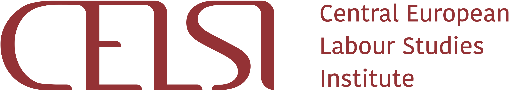 CELSI
Central European
Labour Studies
Institute